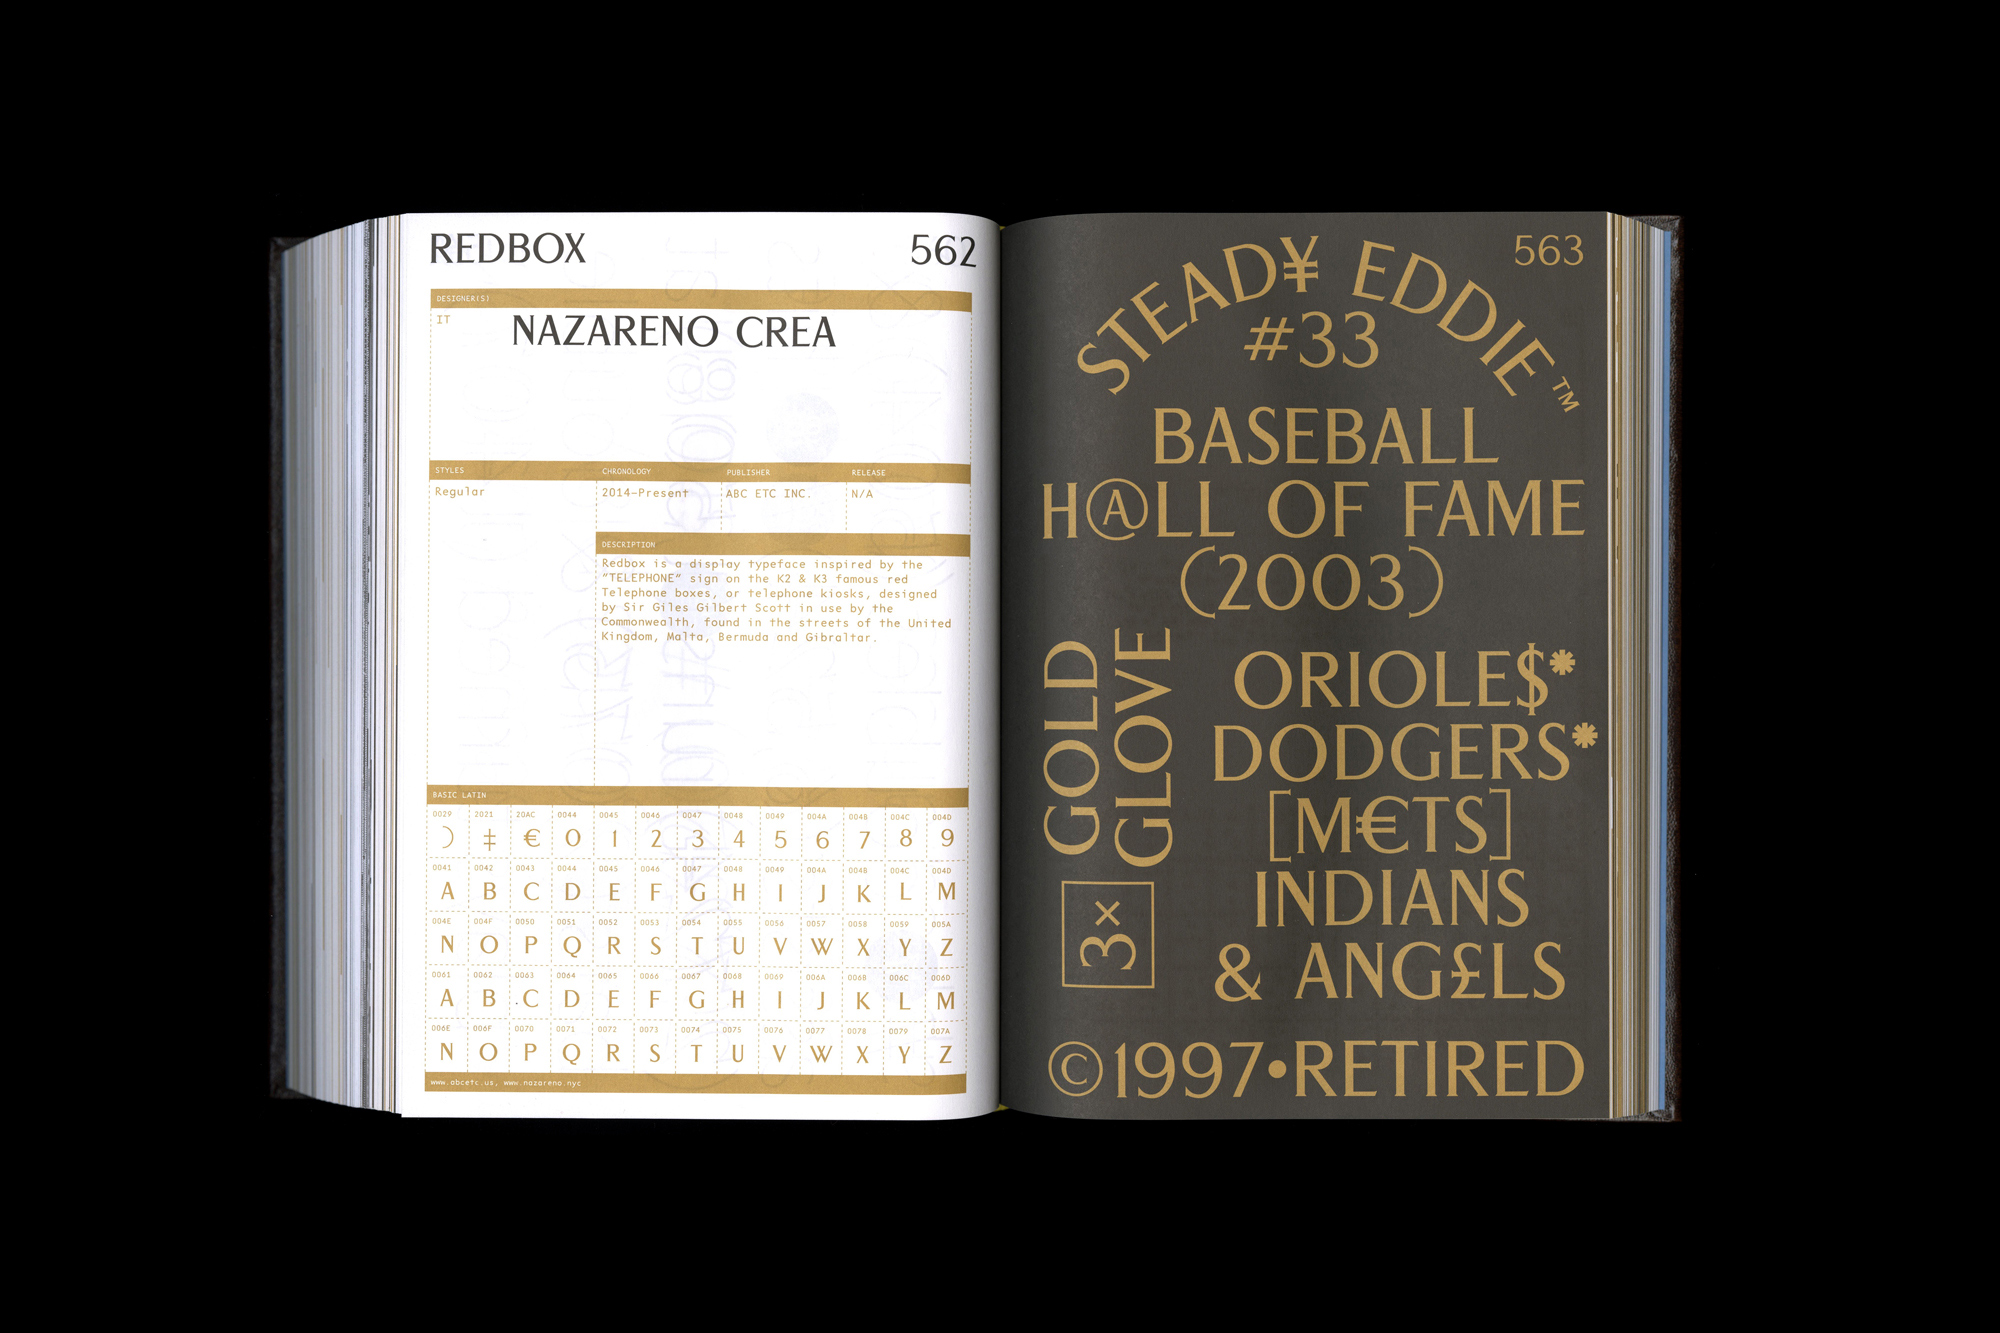 REDBOX
562
DESIGNER(S)
IT
NAZARENO CREA
STYLES
CHRONOLOGY
PUBLISHER
RELEASE
Regular
2014–Present
ABC ETC INC.
N/A
DESCRIPTION
Redbox is a display typeface inspired by the
"TELEPHONE" sign on the K2 & K3 famous red
Telephone boxes, or telephone kiosks, designed
by Sir Giles Gilbert Scott in use by the
Commonwealth, found in the streets of the United
Kingdom, Malta, Bermuda and Gibraltar.
BASIC LATIN
0029 2021 20AC 0044 0045 0046 0047 0048 0049 004A 004B 004C 004D
) ‡ € 0 1 2 3 4 5 6 7 8 9
0041 0042 0043 0044 0045 0046 0047 0048 0049 004A 004B 004C 004D
A B C D E F G H I J K L M
004E 004F 0050 0051 0052 0053 0054 0055 0056 0057 0058 0059 005A
N O P Q R S T U V W X Y Z
0061 0062 0063 0064 0065 0066 0067 0068 0069 006A 006B 006C 006D
A B C D E F G H I J K L M
006E 006F 0070 0071 0072 0073 0074 0075 0076 0077 0078 0079 007A
N O P Q R S T U V W X Y Z
www.abcetc.us, www.nazareno.nyc
563
STEAD¥ EDDIE™
#33
BASEBALL
H@LL OF FAME
(2003)
GOLD
GLOVE
3×
ORIOLE$*
DODGERS*
[M€TS]
INDIANS
& ANG£LS
©1997•RETIRED